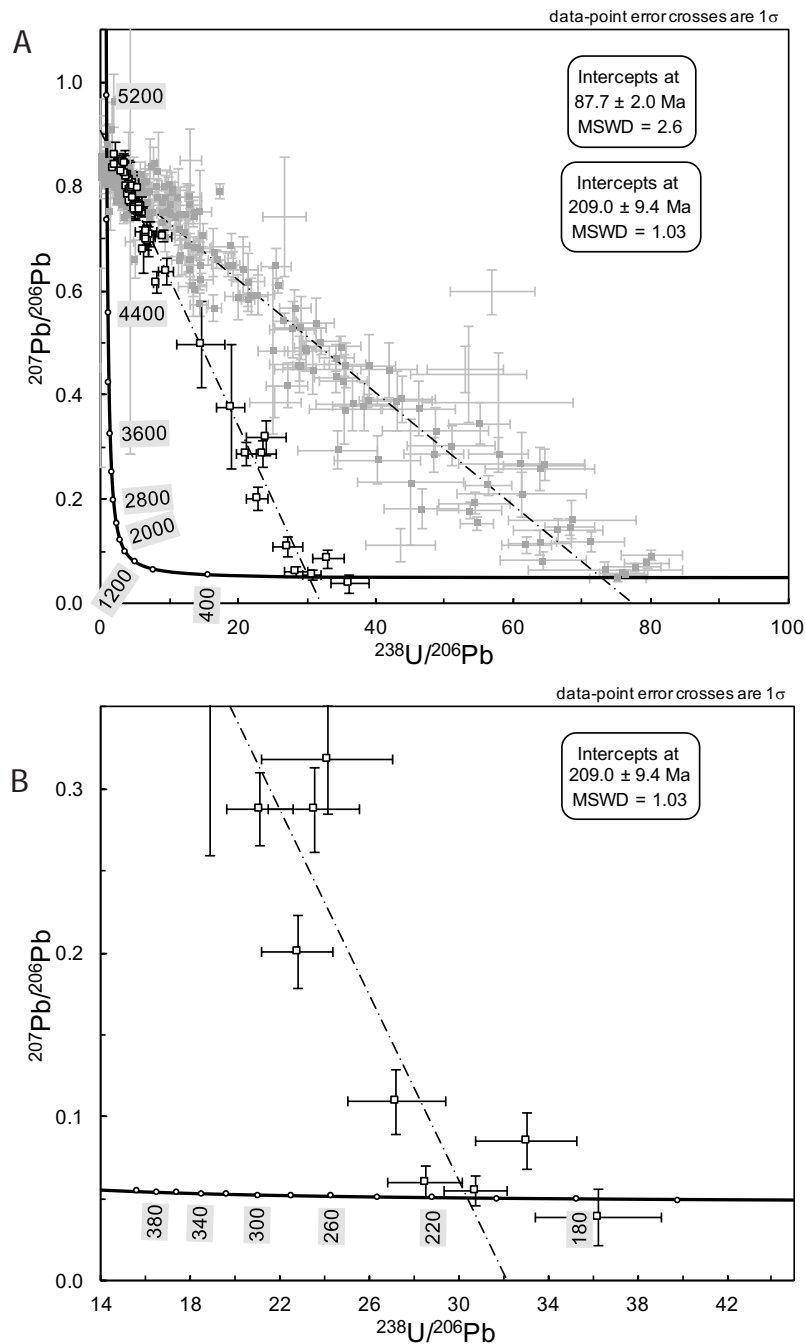 data-point error crosses are 1σ
A
1.0
0.8
0.6
0.4
0.2
0.0
²⁰⁷Pb/²⁰⁶Pb
5200
4400
3600
2800
2000
1200
400
Intercepts at
87.7 ± 2.0 Ma
MSWD = 2.6
Intercepts at
209.0 ± 9.4 Ma
MSWD = 1.03
0
20
40
60
80
100
²³⁸U/²⁰⁶Pb
data-point error crosses are 1σ
B
0.3
0.2
0.1
0.0
²⁰⁷Pb/²⁰⁶Pb
Intercepts at
209.0 ± 9.4 Ma
MSWD = 1.03
380
340
300
260
220
180
14
18
22
26
30
34
38
42
²³⁸U/²⁰⁶Pb